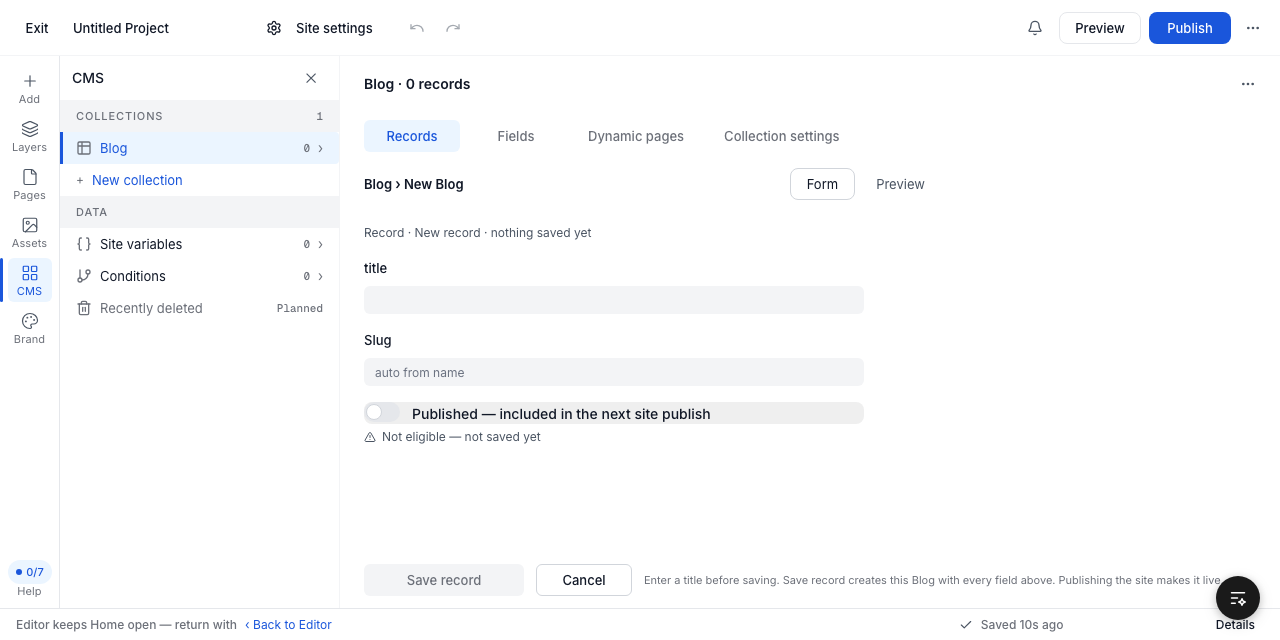 Exit
Untitled Project
Site settings
Preview
Publish
Add
Layers
Pages
Assets
CMS
Brand
0/7
Help
CMS
COLLECTIONS 1
Blog 0
+ New collection
DATA
Site variables 0
Conditions 0
Recently deleted Planned
Blog · 0 records
Records
Fields
Dynamic pages
Collection settings
Blog › New Blog
Form
Preview
Record · New record · nothing saved yet
title
Slug
auto from name
Published — included in the next site publish
Not eligible — not saved yet
Save record
Cancel
Enter a title before saving. Save record creates this Blog with every field above. Publishing the site makes it live.
Editor keeps Home open — return with ‹ Back to Editor
Saved 10s ago
Details